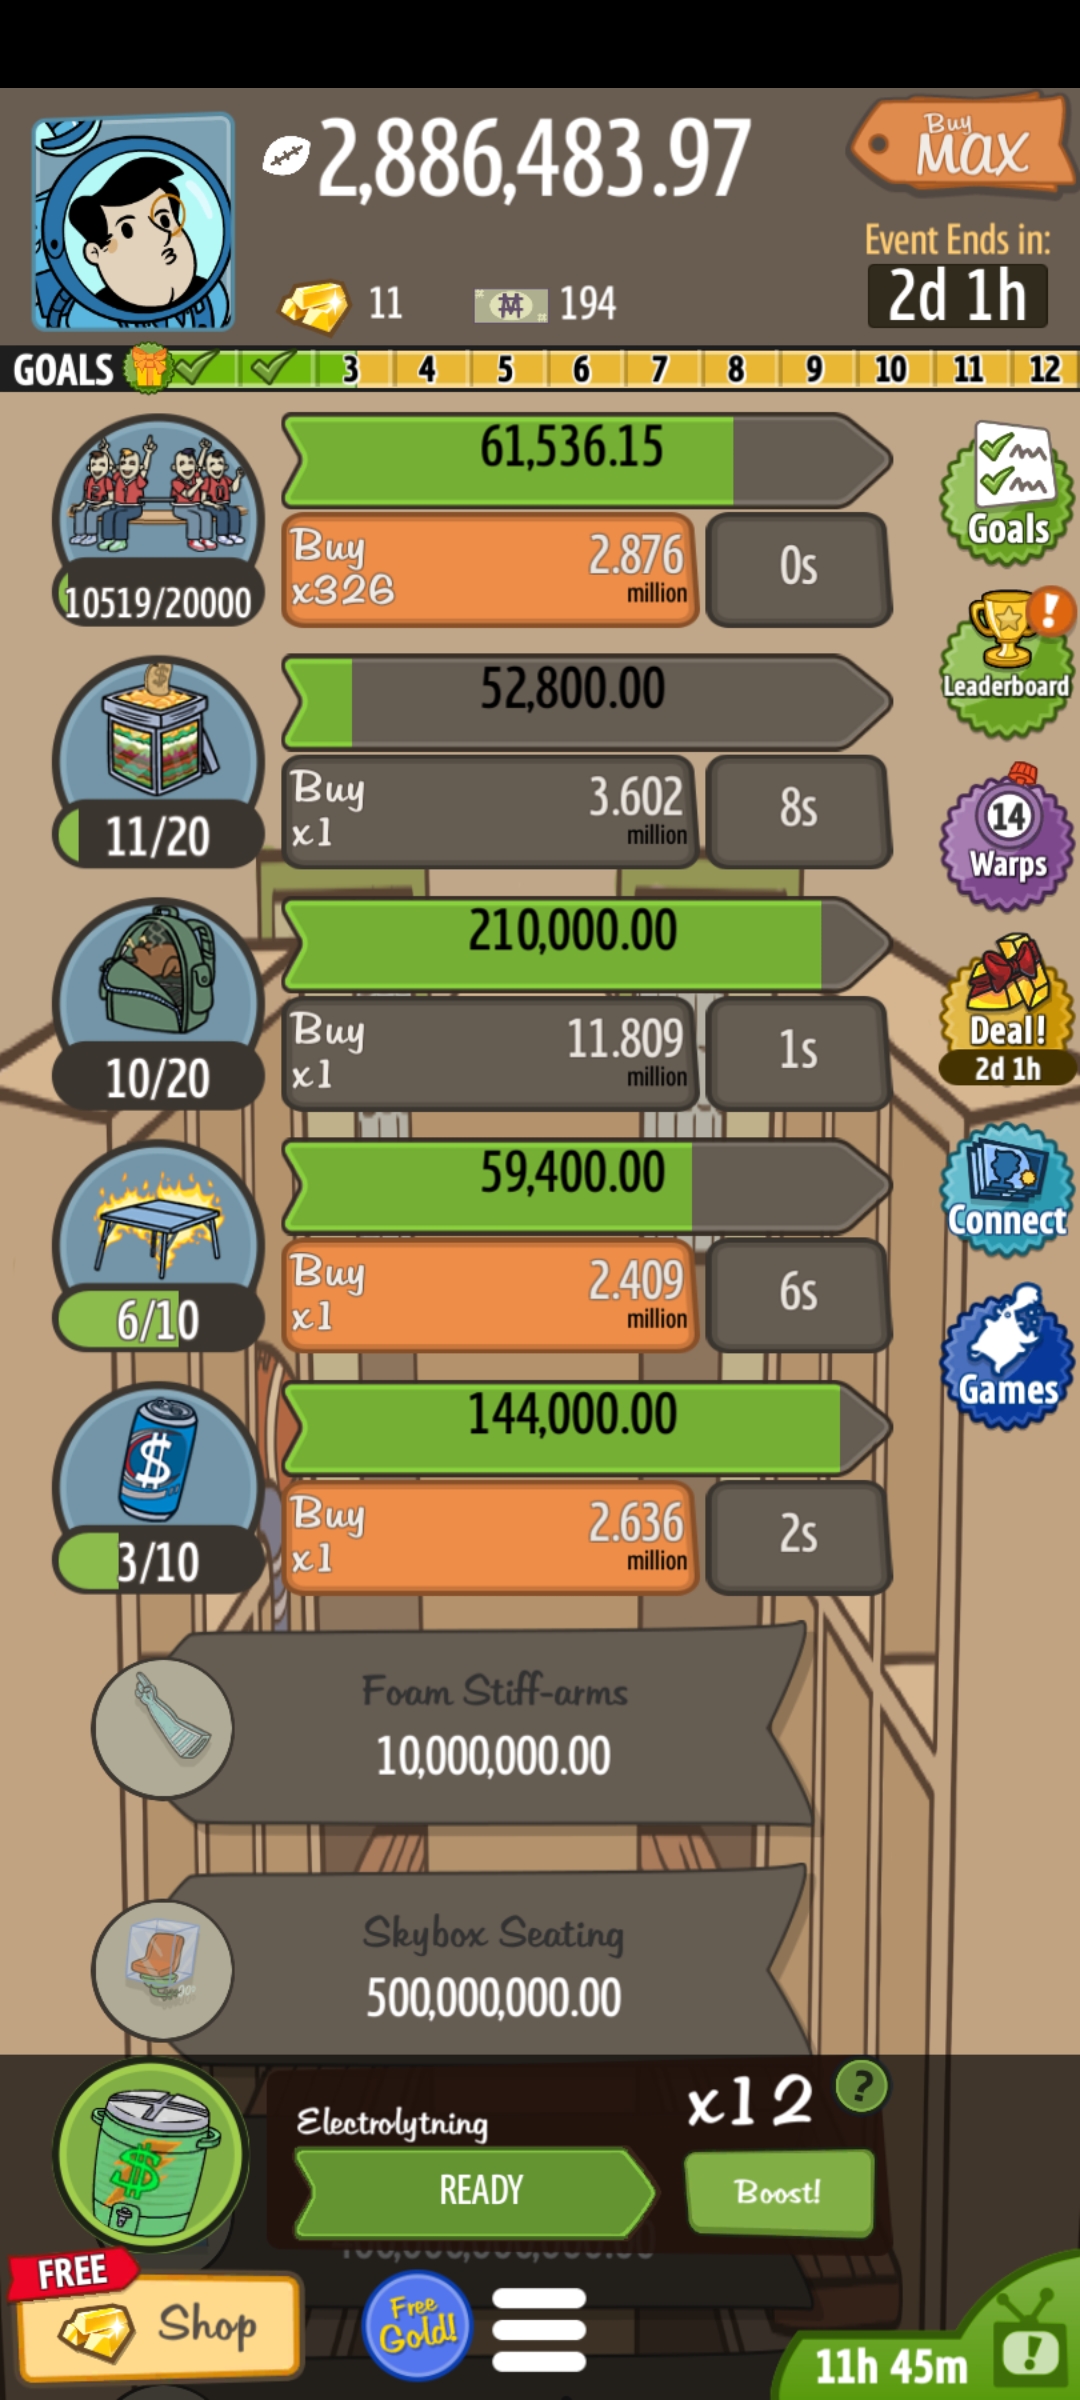 2,886,483.97
Buy
MAX
Event Ends in:
2d 1h
11
194
GOALS
3
4
5
6
7
8
9
10
11
12
61,536.15
Buy
x326
2.876
million
0s
10519/20000
Goals
Leaderboard
!
52,800.00
Buy
x1
3.602
million
8s
11/20
14
Warps
210,000.00
Buy
x1
11.809
million
1s
10/20
Deal!
2d 1h
59,400.00
Buy
x1
2.409
million
6s
6/10
Connect
144,000.00
Buy
x1
2.636
million
2s
3/10
$
Games
Foam Stiff-arms
10,000,000.00
Skybox Seating
500,000,000.00
Electrolytning
x12
?
$
READY
Boost!
FREE
Shop
Free
Gold!
11h 45m
!